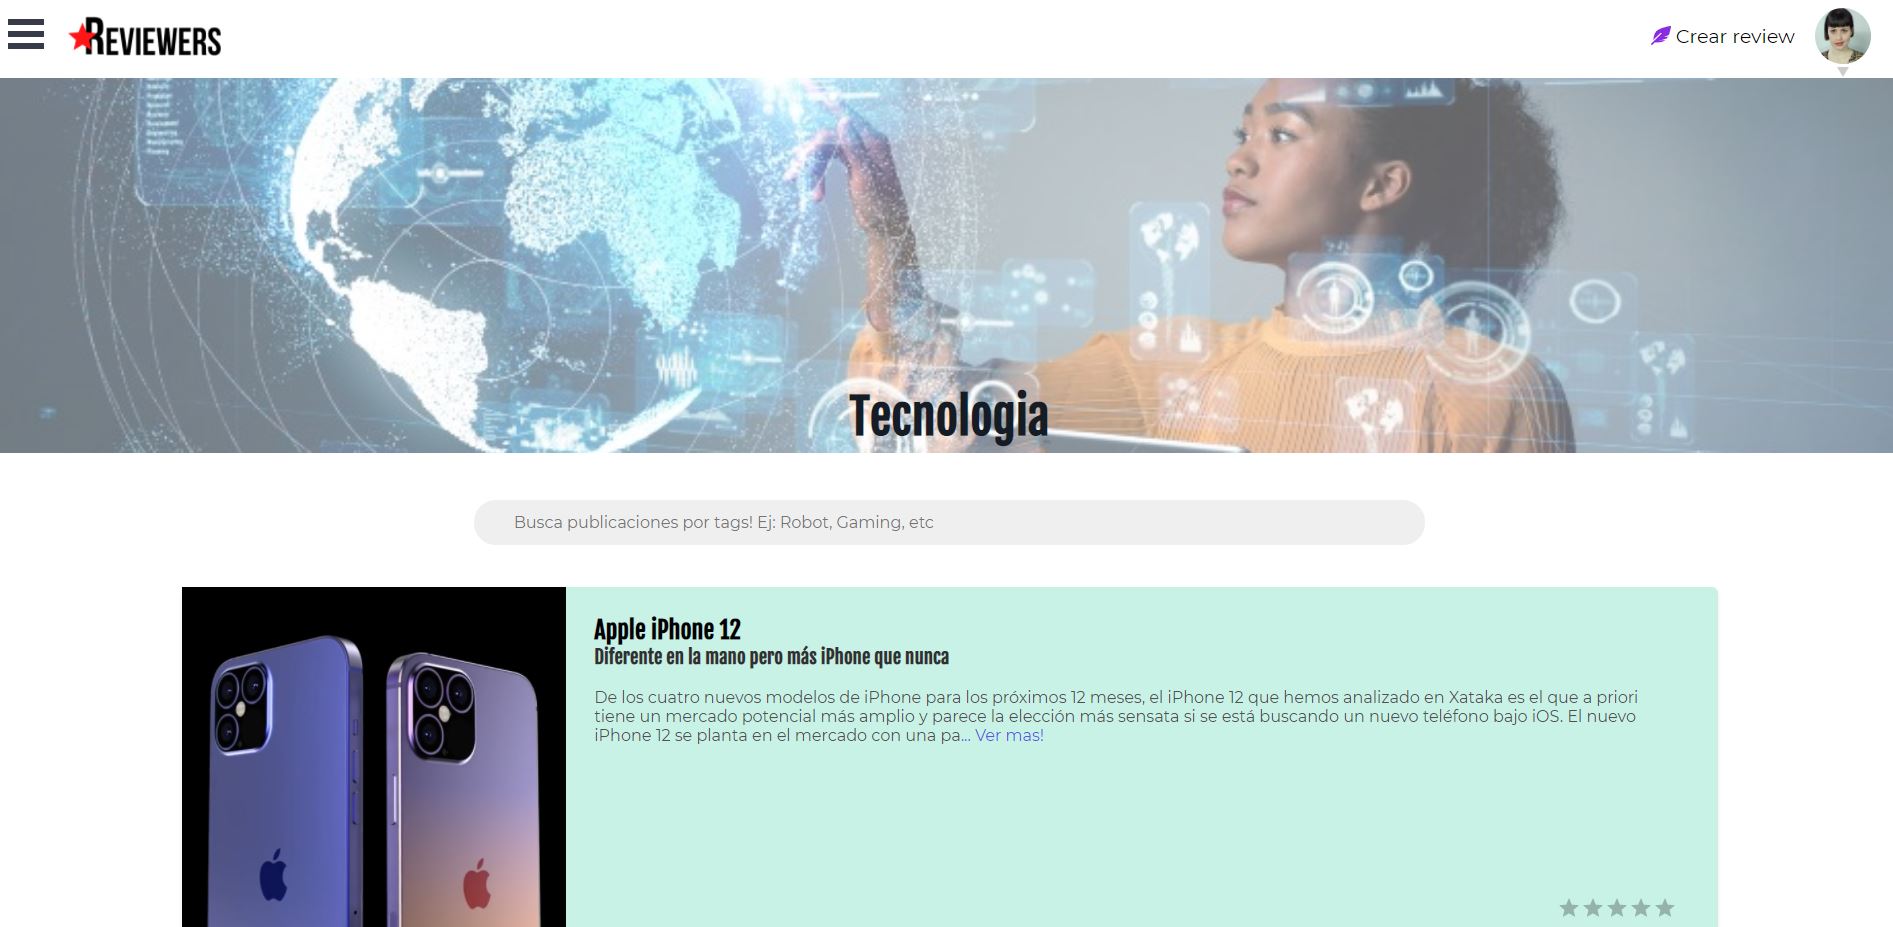 REVIEWERS
Crear review
Tecnologia
Busca publicaciones por tags! Ej: Robot, Gaming, etc
Apple iPhone 12
Diferente en la mano pero más iPhone que nunca
De los cuatro nuevos modelos de iPhone para los próximos 12 meses, el iPhone 12 que hemos analizado en Xataka es el que a priori
tiene un mercado potencial más amplio y parece la elección más sensata si se está buscando un nuevo teléfono bajo iOS. El nuevo
iPhone 12 se planta en el mercado con una pa... Ver mas!